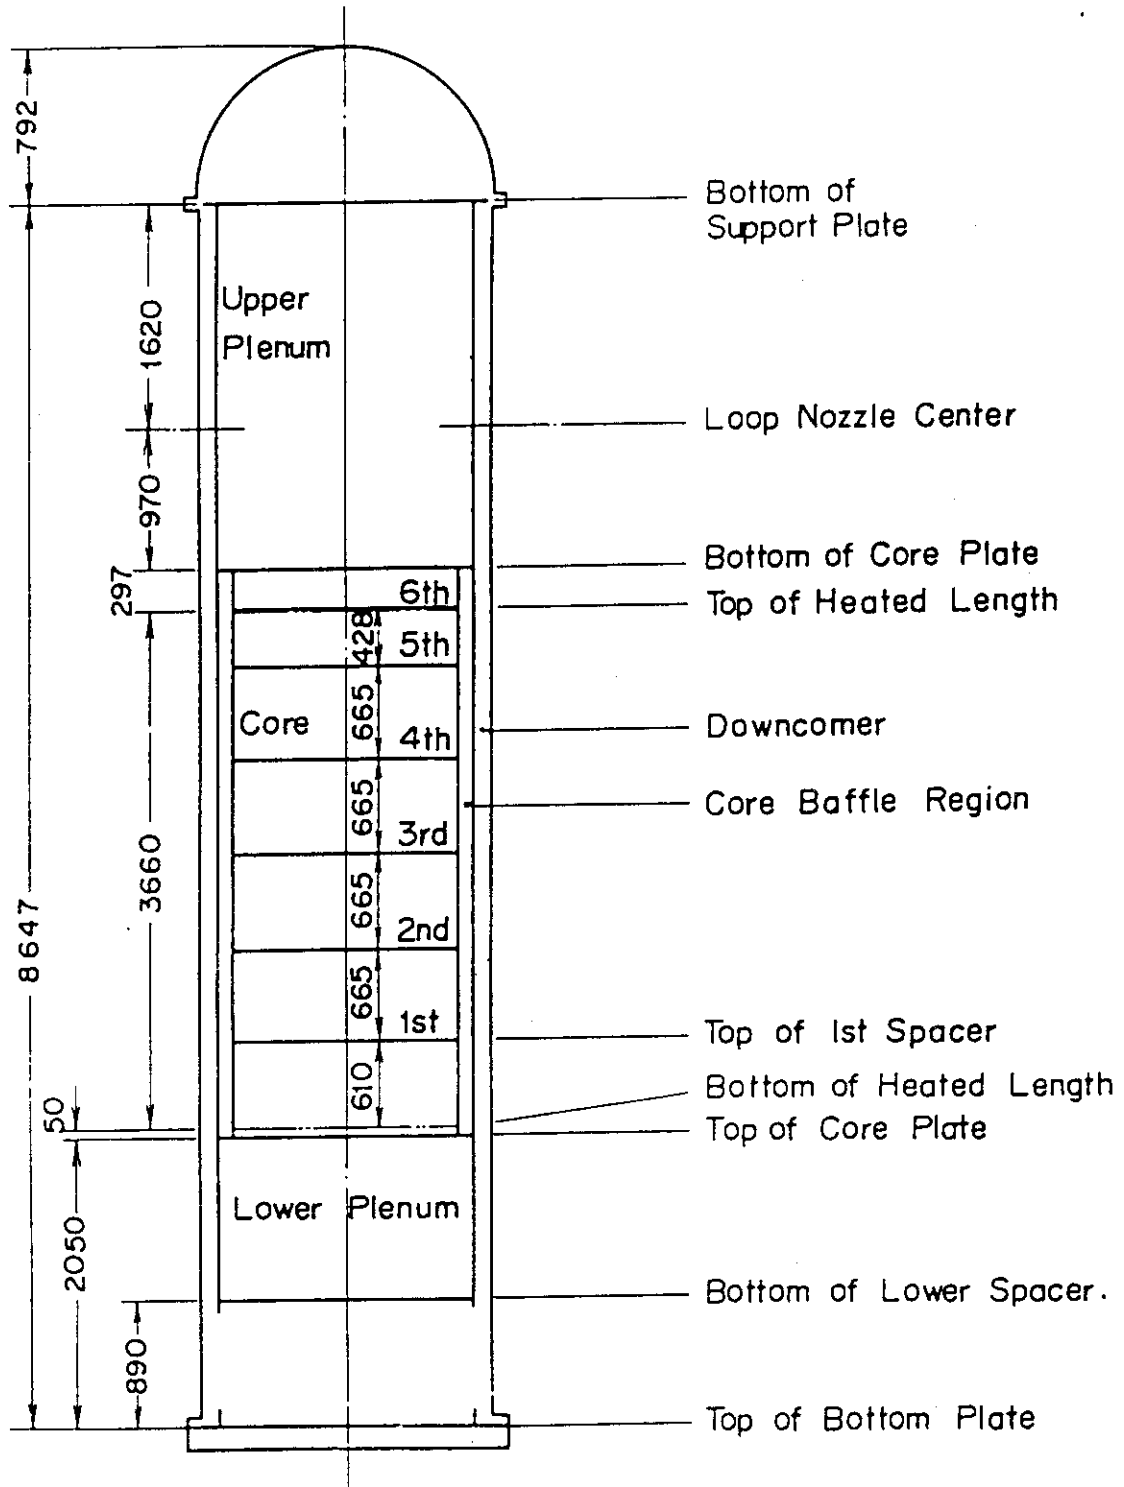 792
Bottom of
Support Plate
Upper
Plenum
1620
Loop Nozzle Center
970
Bottom of Core Plate
297
6th
Top of Heated Length
428
5th
Core
665
4th
Downcomer
665
3rd
Core Baffle Region
3660
8647
665
2nd
665
1st
Top of 1st Spacer
610
Bottom of Heated Length
50
Top of Core Plate
Lower Plenum
2050
Bottom of Lower Spacer.
890
Top of Bottom Plate